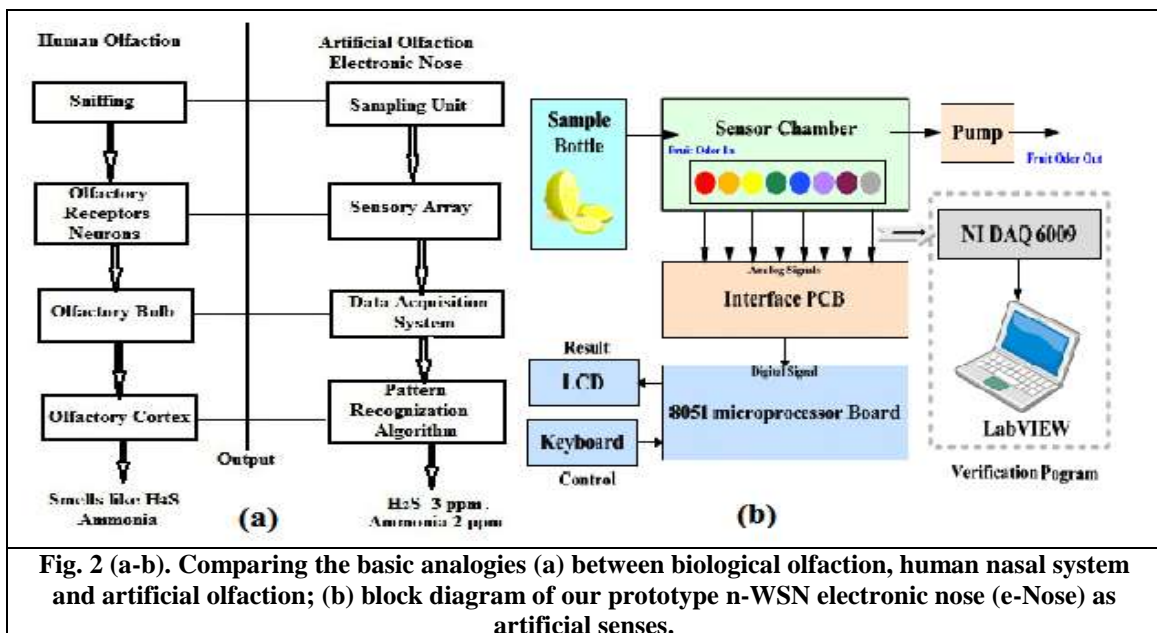 Human Olfaction
Artificial Olfaction
Electronic Nose
Sniffing
Sampling Unit
Olfactory
Receptors
Neurons
Sensory Array
Olfactory Bulb
Data Acquisition
System
Olfactory Cortex
Pattern
Recognization
Algorithm
Output
Smells like H2S
Ammonia
(a)
H2S 3 ppm .
Ammonia 2 ppm
Sample
Bottle
Sensor Chamber
Fruit Odor In
Pump
Fruit Odor Out
NI DAQ 6009
Analog Signals
Interface PCB
Result
LCD
Digital Signal
8051 microprocessor Board
Keyboard
Control
LabVIEW
Verification Pogram
(b)
Fig. 2 (a-b). Comparing the basic analogies (a) between biological olfaction, human nasal system
and artificial olfaction; (b) block diagram of our prototype n-WSN electronic nose (e-Nose) as
artificial senses.